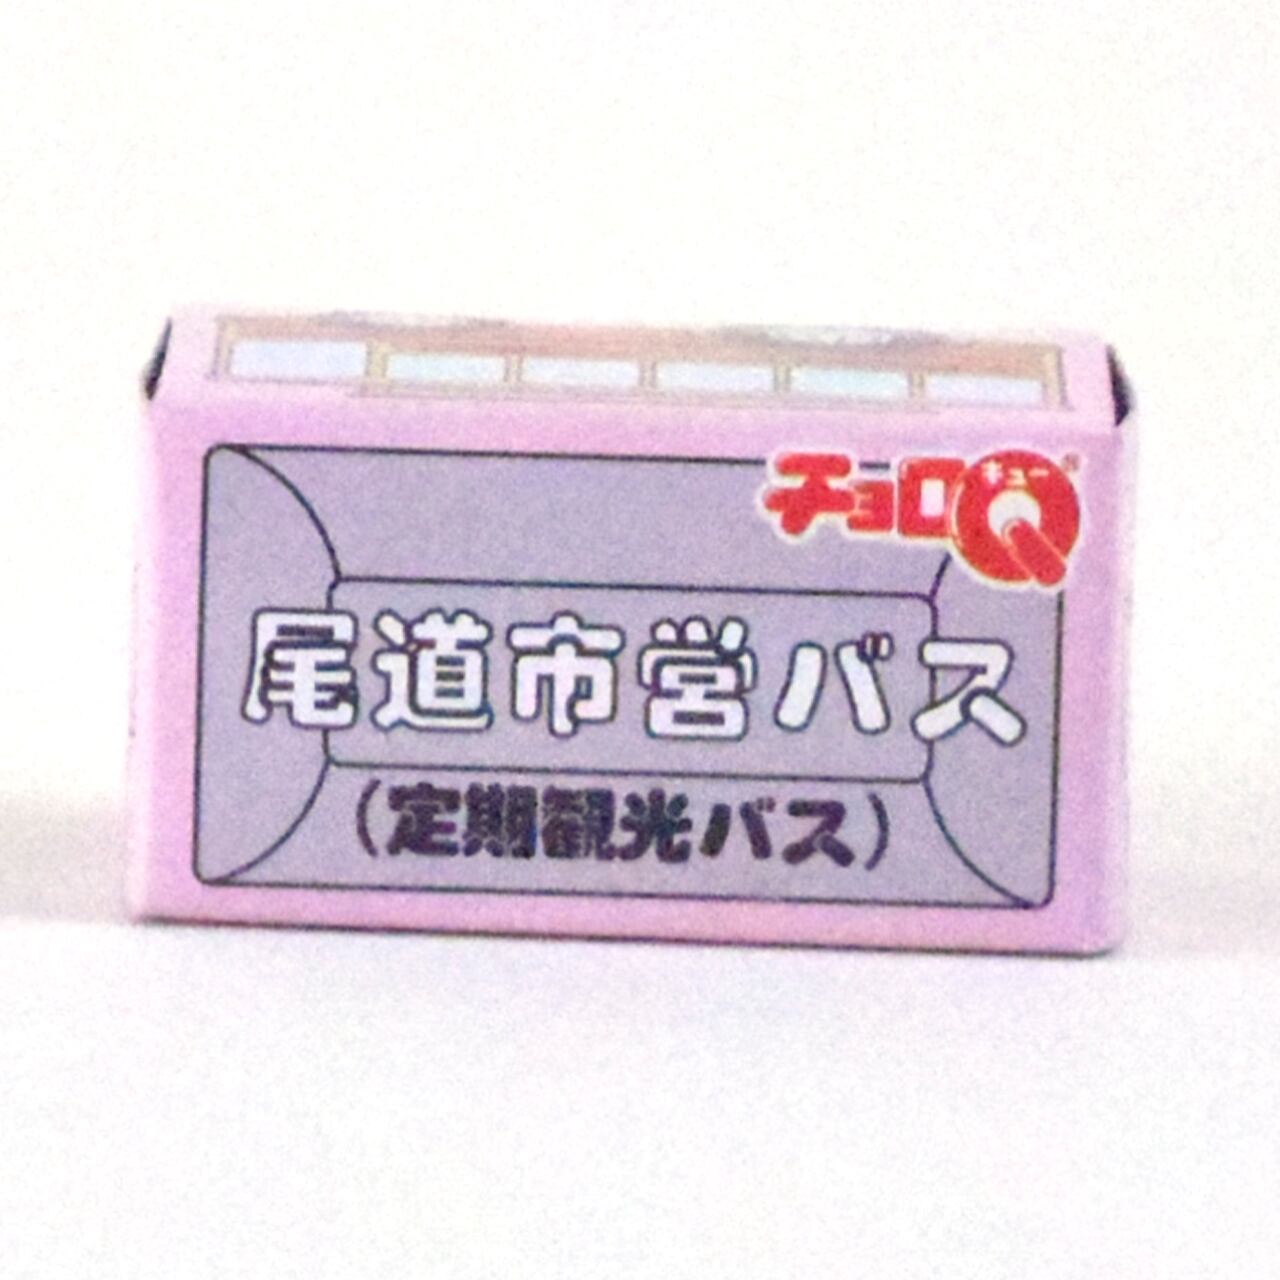 チョロQ
キュー
尾道市営バス
（定期観光バス）